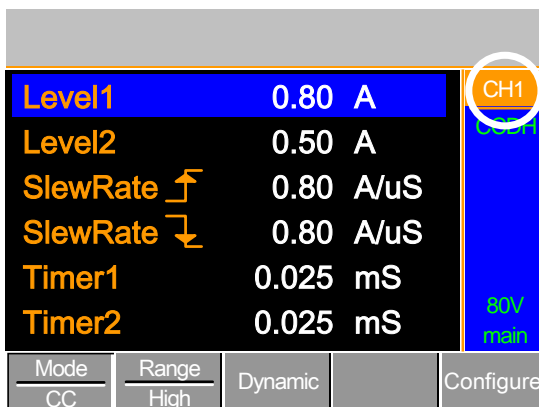 CH1
Level1 0.80 A
CCDH
Level2 0.50 A
SlewRate 0.80 A/uS
SlewRate 0.80 A/uS
Timer1 0.025 mS
Timer2 0.025 mS
80V
main
Mode Range Dynamic Configure
CC High